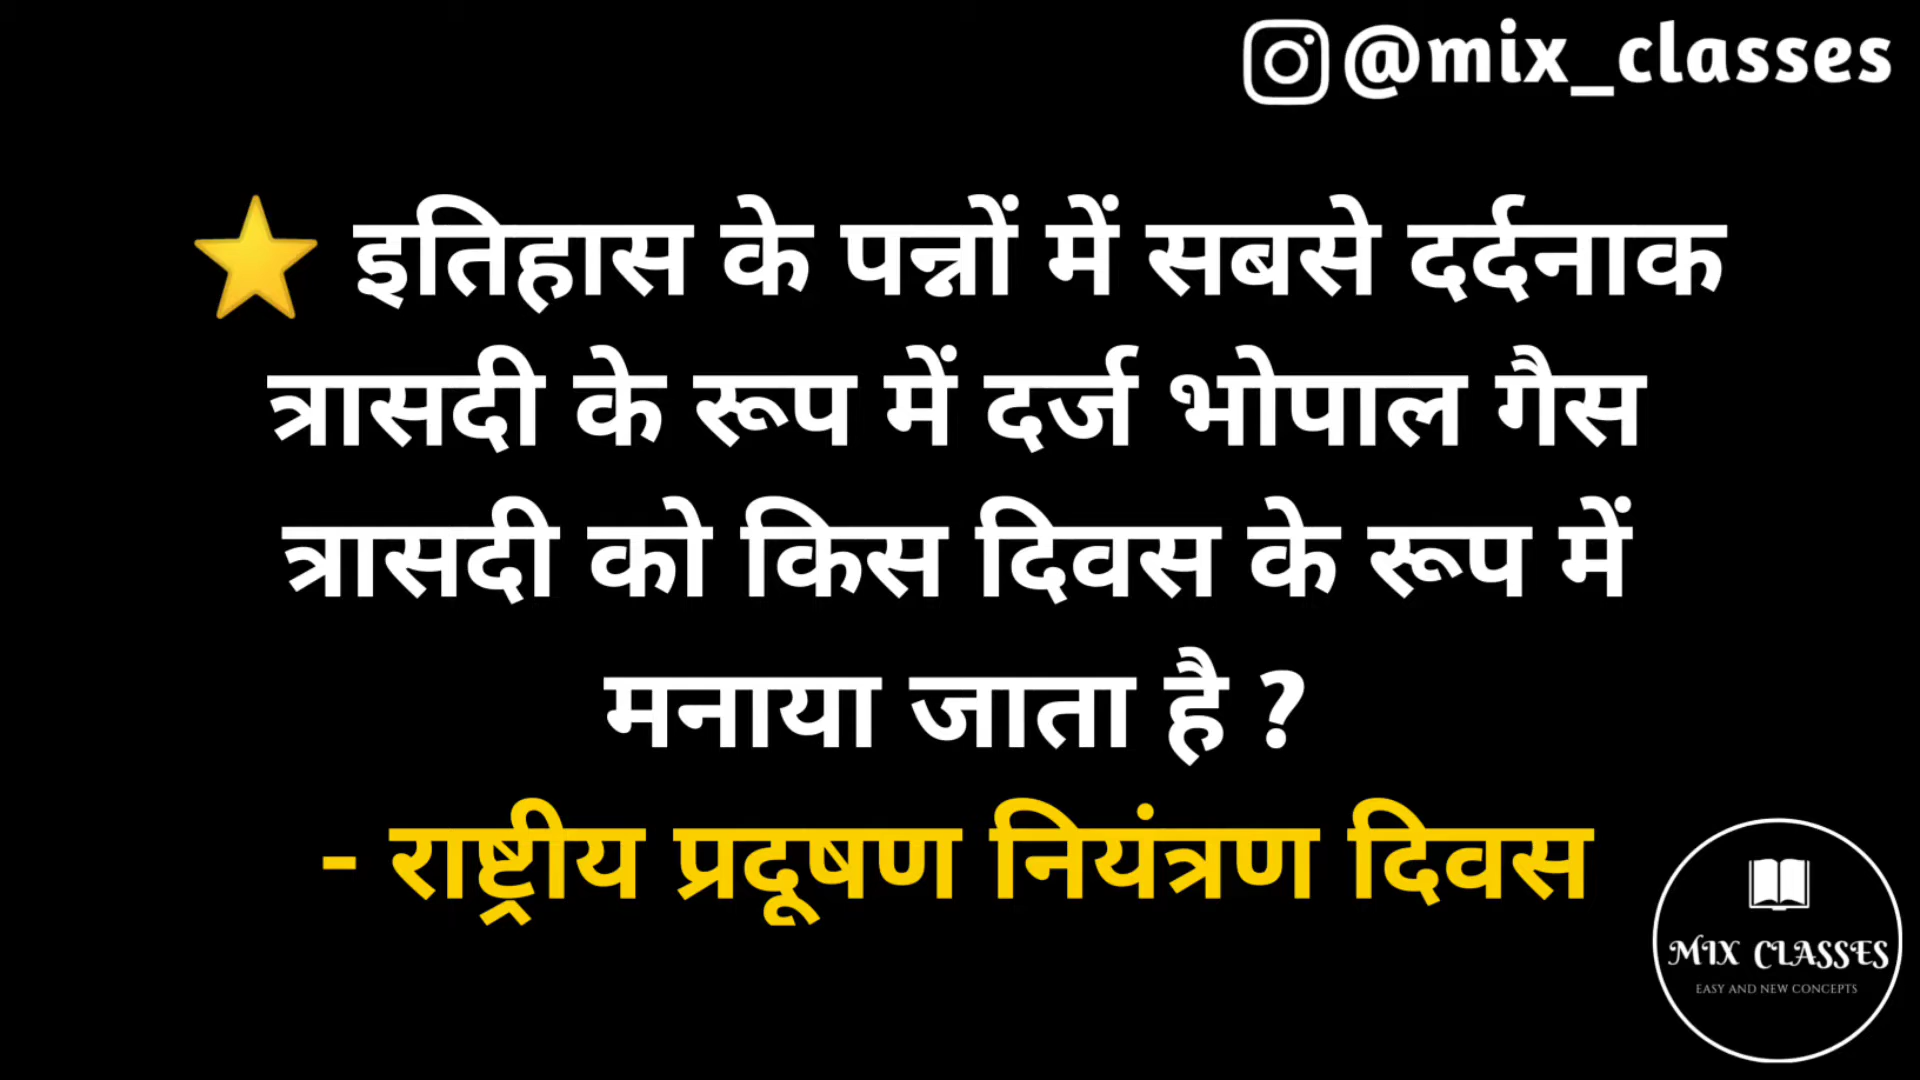 @mix_classes
⭐ इतिहास के पन्नों में सबसे दर्दनाक
त्रासदी के रूप में दर्ज भोपाल गैस
त्रासदी को किस दिवस के रूप में
मनाया जाता है ?
- राष्ट्रीय प्रदूषण नियंत्रण दिवस
MIX CLASSES
EASY AND NEW CONCEPTS